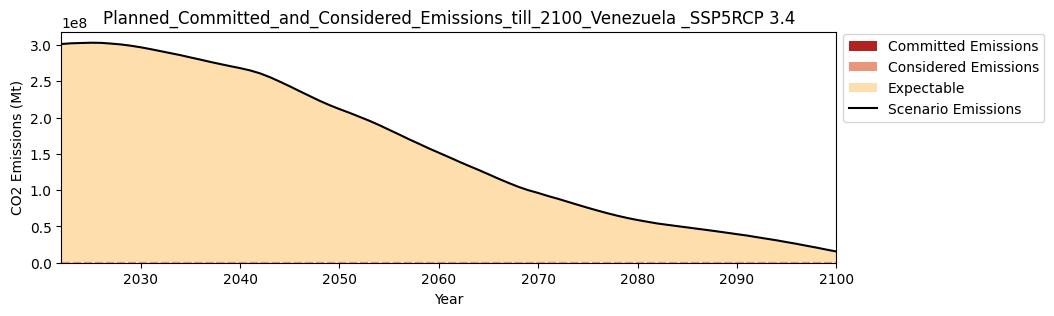 Planned_Committed_and_Considered_Emissions_till_2100_Venezuela _SSP5RCP 3.4
1e8
3.0
2.5
2.0
1.5
1.0
0.5
0.0
CO2 Emissions (Mt)
2030 2040 2050 2060 2070 2080 2090 2100
Year
Committed Emissions
Considered Emissions
Expectable
Scenario Emissions